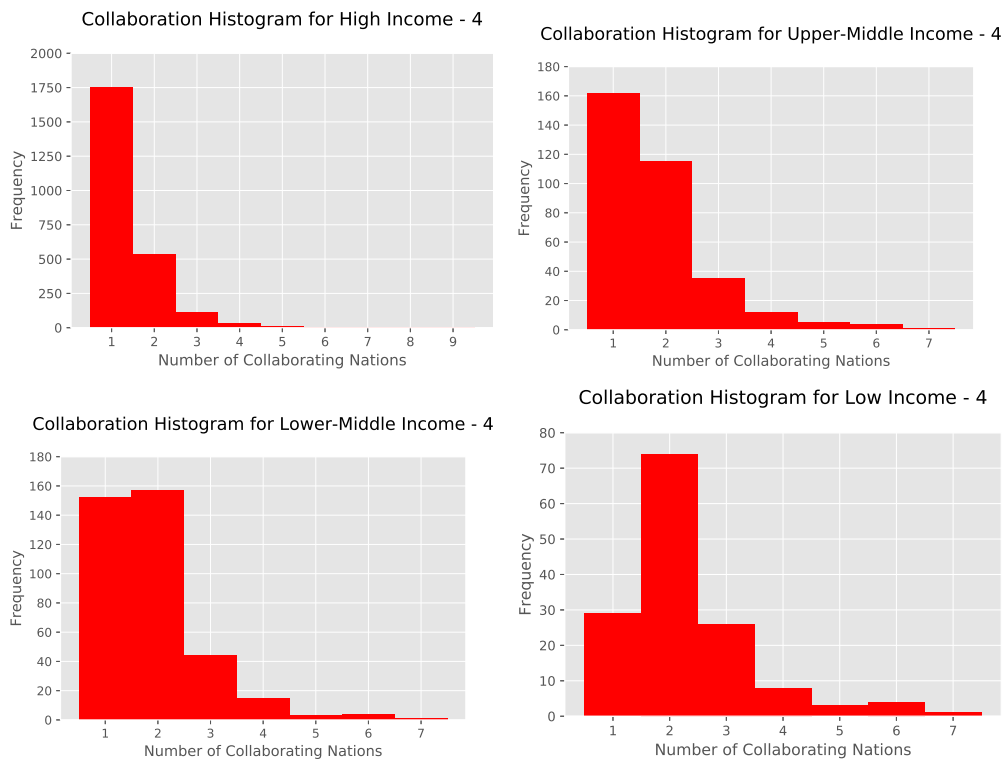 Collaboration Histogram for High Income - 4
2000
1750
1500
1250
1000
750
500
250
0
Frequency
1 2 3 4 5 6 7 8 9
Number of Collaborating Nations
Collaboration Histogram for Upper-Middle Income - 4
180
160
140
120
100
80
60
40
20
0
Frequency
1 2 3 4 5 6 7
Number of Collaborating Nations
Collaboration Histogram for Lower-Middle Income - 4
180
160
140
120
100
80
60
40
20
0
Frequency
1 2 3 4 5 6 7
Number of Collaborating Nations
Collaboration Histogram for Low Income - 4
80
70
60
50
40
30
20
10
0
Frequency
1 2 3 4 5 6 7
Number of Collaborating Nations